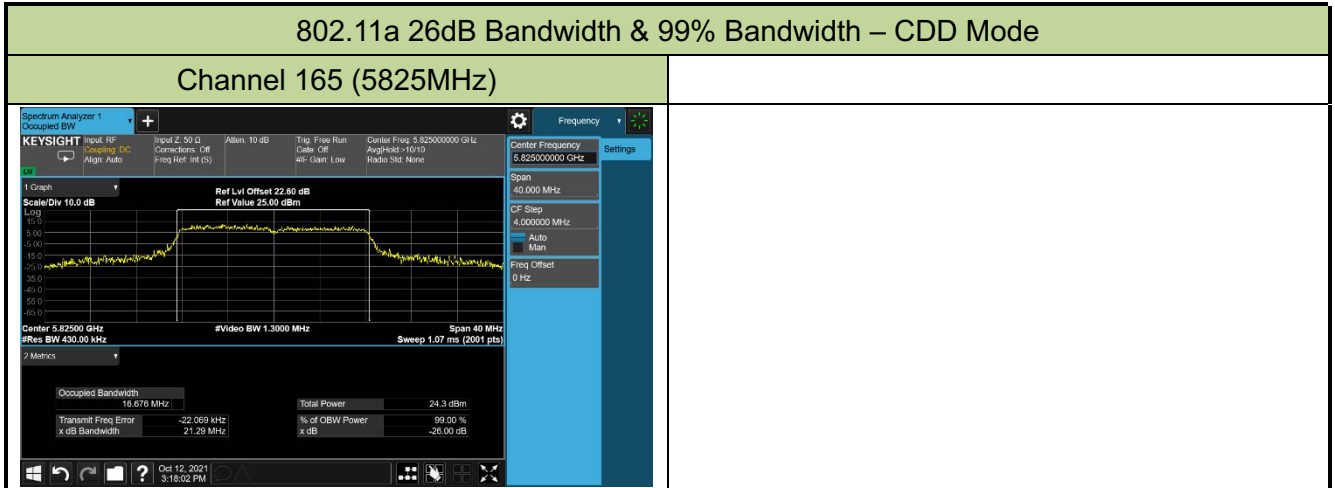 802.11a 26dB Bandwidth & 99% Bandwidth – CDD Mode
Channel 165 (5825MHz)
Spectrum Analyzer 1
Occupied BW
+
Frequency
KEYSIGHT
Input: RF
Coupling: DC
Align: Auto
Input Z: 50 Ω
Corrections: Off
Freq Ref: Int (S)
Atten: 10 dB
Trig: Free Run
Gate: Off
#IF Gain: Low
Center Freq: 5.825000000 GHz
Avg|Hold:>10/10
Radio Std: None
Center Frequency
5.825000000 GHz
Settings
Span
40.000 MHz
CF Step
4.000000 MHz
Auto
Man
Freq Offset
0 Hz
1 Graph
Scale/Div 10.0 dB
Ref Lvl Offset 22.60 dB
Ref Value 25.00 dBm
Log
15.0
5.00
-5.00
-15.0
-25.0
-35.0
-45.0
-55.0
-65.0
Center 5.82500 GHz
#Video BW 1.3000 MHz
Span 40 MHz
#Res BW 430.00 kHz
Sweep 1.07 ms (2001 pts)
2 Metrics
Occupied Bandwidth
16.676 MHz
Total Power 24.3 dBm
Transmit Freq Error -22.069 kHz
% of OBW Power 99.00 %
x dB Bandwidth 21.29 MHz
x dB -26.00 dB
?
Oct 12, 2021
3:18:02 PM